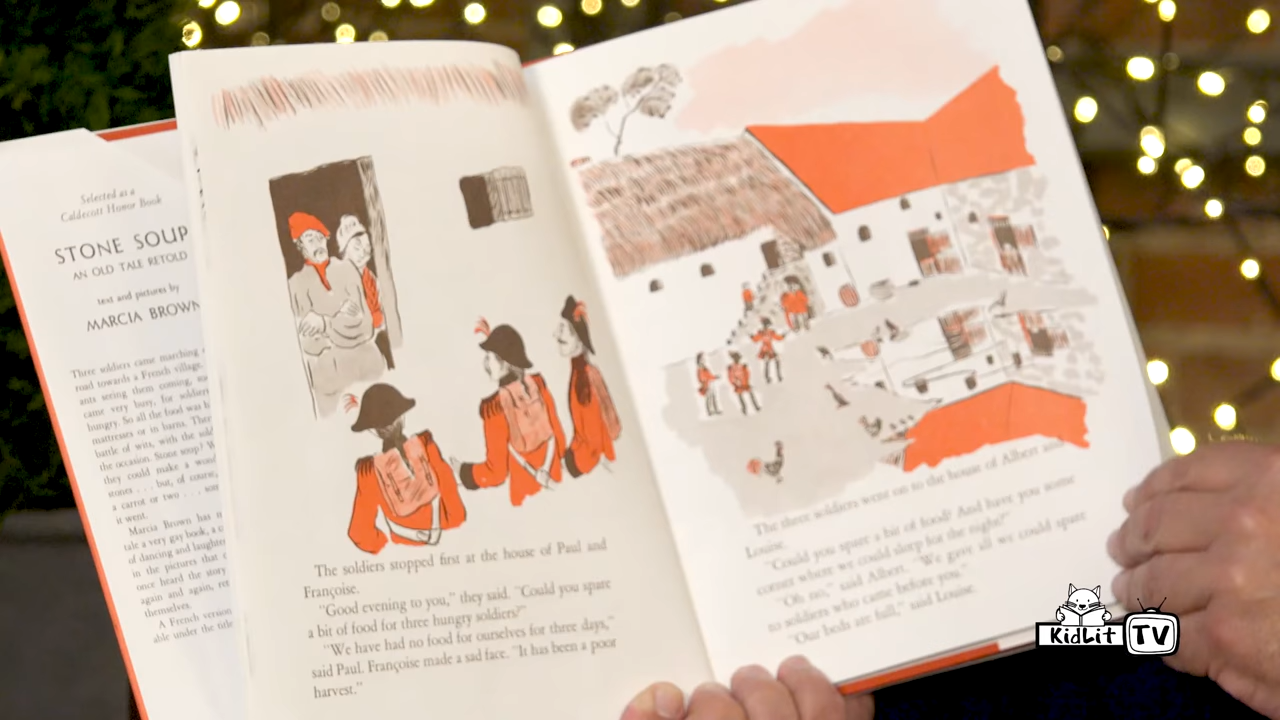 Selected as a
Caldecott Honor Book
STONE SOUP
AN OLD TALE RETOLD
text and pictures by
MARCIA BROWN
Three soldiers came marching
road towards a French village.
ants seeing them coming,
came very busy, for soldiers
hungry. So all the food was
mattresses or in barns. Ther
battle of wits, with the sold
the occasion. Stone soup?
they could make a wond
stones . . . but, of course,
a carrot or two . . .
it went.
Marcia Brown has
tale a very gay book, a
of dancing and laughter
in the pictures that
once heard the story
again and again,
themselves.
A French version
able under the title
The soldiers stopped first at the house of Paul and
Françoise.
"Good evening to you," they said. "Could you spare
a bit of food for three hungry soldiers?"
"We have had no food for ourselves for three days,"
said Paul. Françoise made a sad face. "It has been a poor
harvest."
The three soldiers went on to the house of Albert and
Louise.
"Could you spare a bit of food? And have you some
corner where we could sleep for the night?"
"Oh no," said Albert. "We gave all we could spare
to soldiers who came before you."
"Our beds are full," said Louise.
KidLit TV